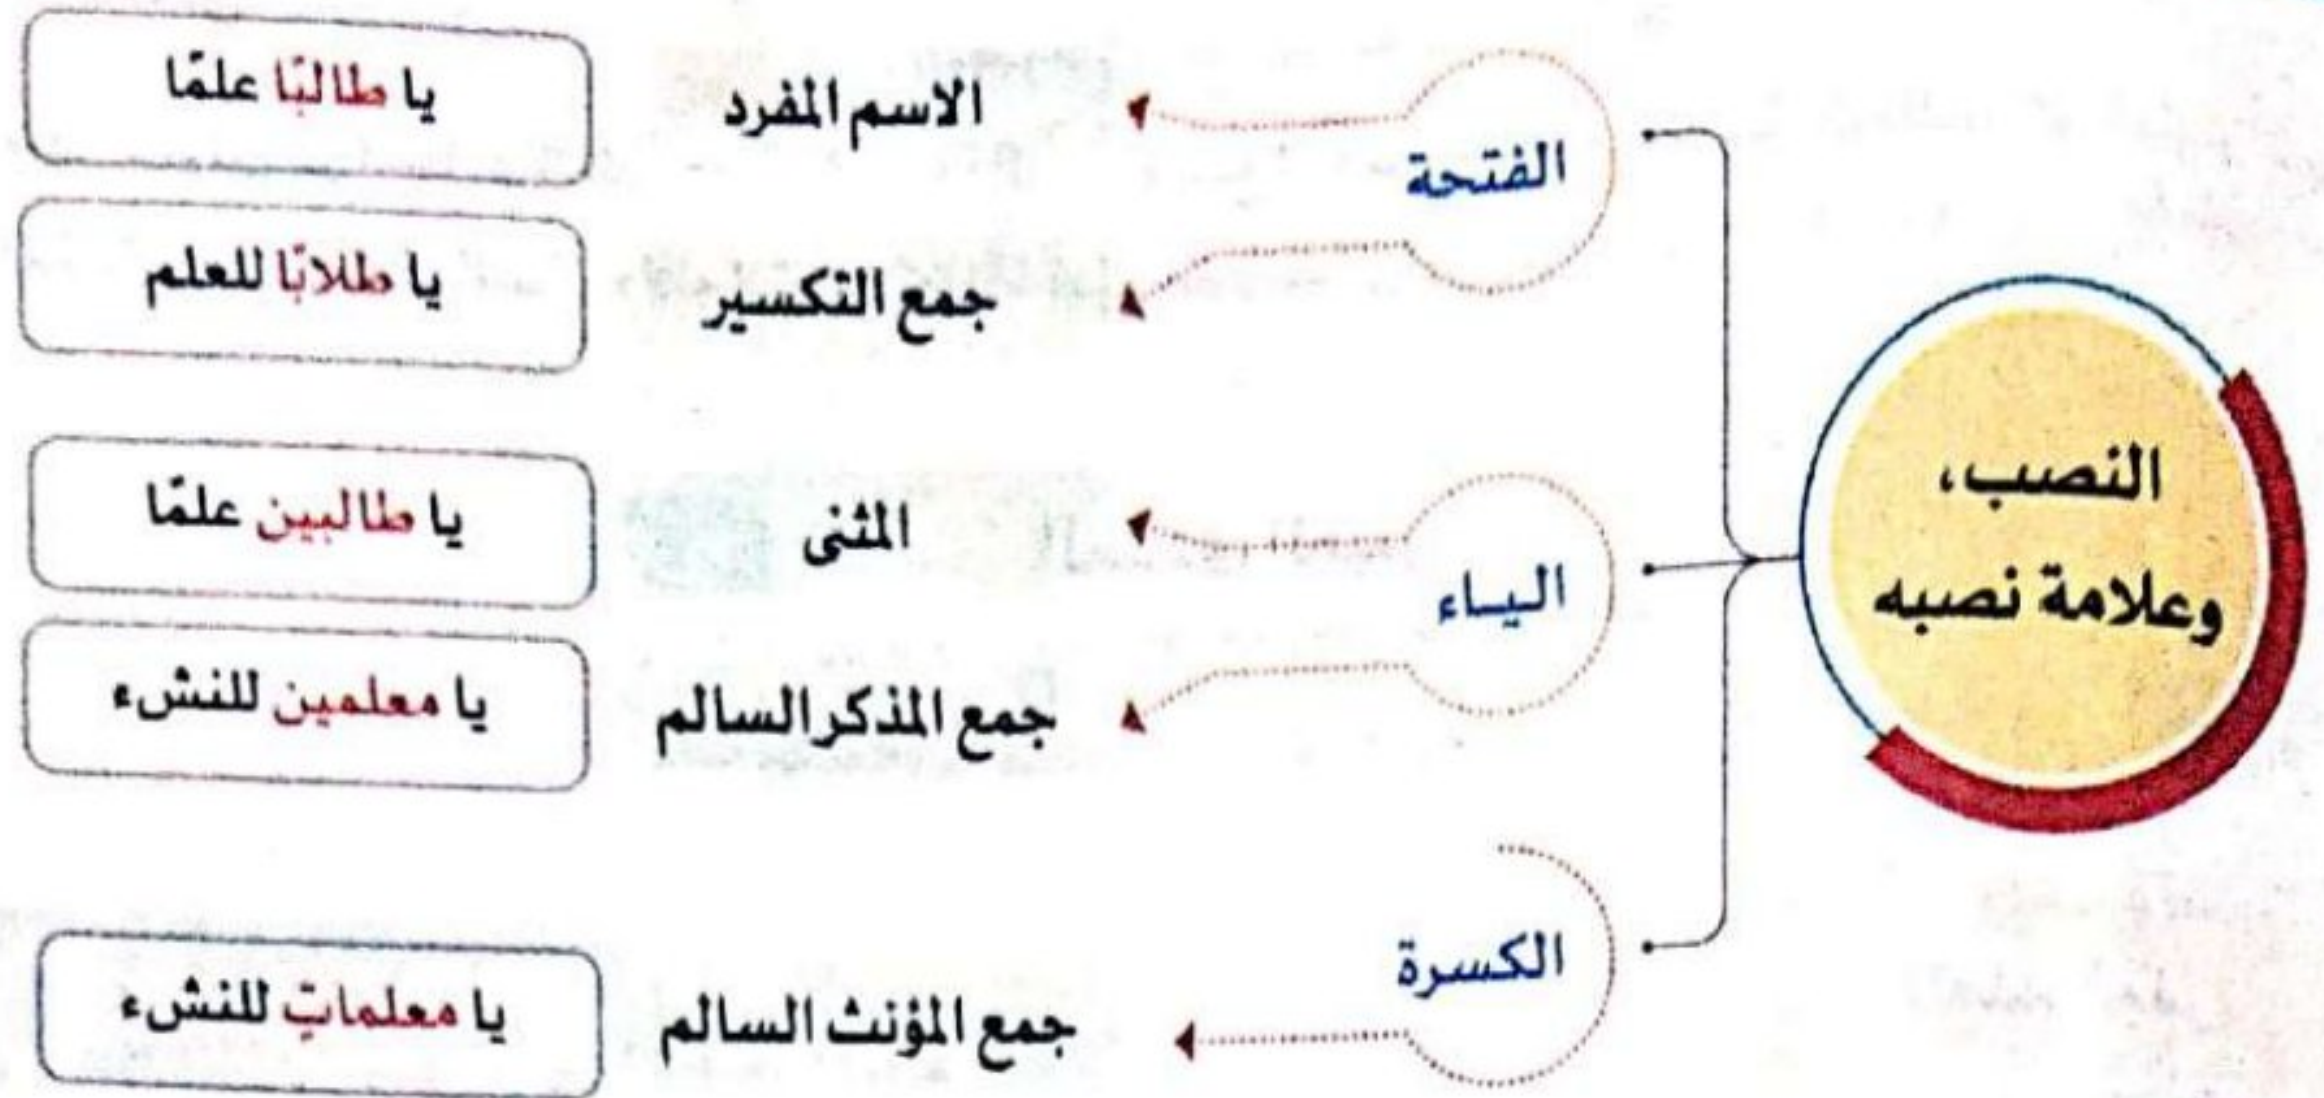 النصب،
وعلامة نصبه
الفتحة
الاسم المفرد
يا طالبًا علمًا
جمع التكسير
يا طلابًا للعلم
الياء
المثنى
يا طالبين علمًا
جمع المذكر السالم
يا معلمين للنشء
الكسرة
جمع المؤنث السالم
يا معلماتٍ للنشء